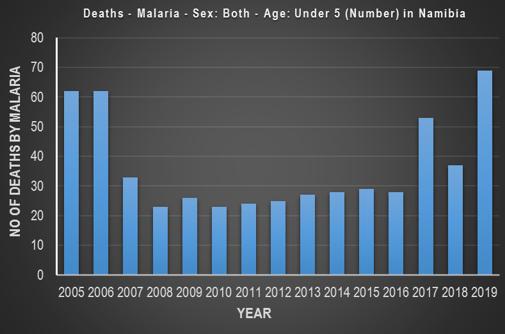 Deaths - Malaria - Sex: Both - Age: Under 5 (Number) in Namibia
NO OF DEATHS BY MALARIA
80
70
60
50
40
30
20
10
0
2005 2006 2007 2008 2009 2010 2011 2012 2013 2014 2015 2016 2017 2018 2019
YEAR